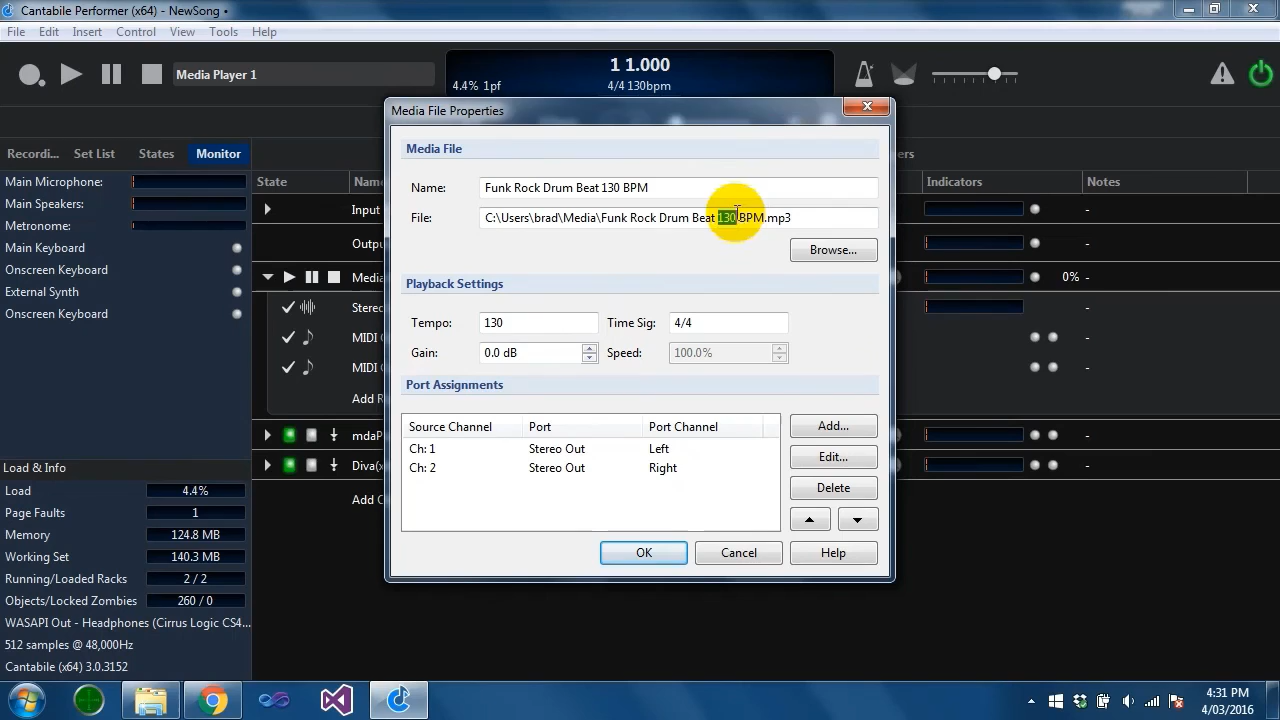 Cantabile Performer (x64) - NewSong •
File Edit Insert Control View Tools Help
Media Player 1
1 1.000
4.4% 1pf
4/4 130bpm
Media File Properties
Media File
Name: Funk Rock Drum Beat 130 BPM
File: C:\Users\brad\Media\Funk Rock Drum Beat 130 BPM.mp3
Browse...
Playback Settings
Tempo: 130 Time Sig: 4/4
Gain: 0.0 dB Speed: 100.0%
Port Assignments
Source Channel Port Port Channel
Ch: 1 Stereo Out Left
Ch: 2 Stereo Out Right
Add...
Edit...
Delete
OK Cancel Help
Recordi... Set List States Monitor
Main Microphone:
Main Speakers:
Metronome:
Main Keyboard
Onscreen Keyboard
External Synth
Onscreen Keyboard
Load & Info
Load 4.4%
Page Faults 1
Memory 124.8 MB
Working Set 140.3 MB
Running/Loaded Racks 2 / 2
Objects/Locked Zombies 260 / 0
WASAPI Out - Headphones (Cirrus Logic CS4...
512 samples @ 48,000Hz
Cantabile (x64) 3.0.3152
State Name Indicators Notes
Input -
Outpu -
Media 0% -
Stereo -
MIDI -
MIDI -
Add R
mdaP -
Diva(x -
Add
4:31 PM
4/03/2016